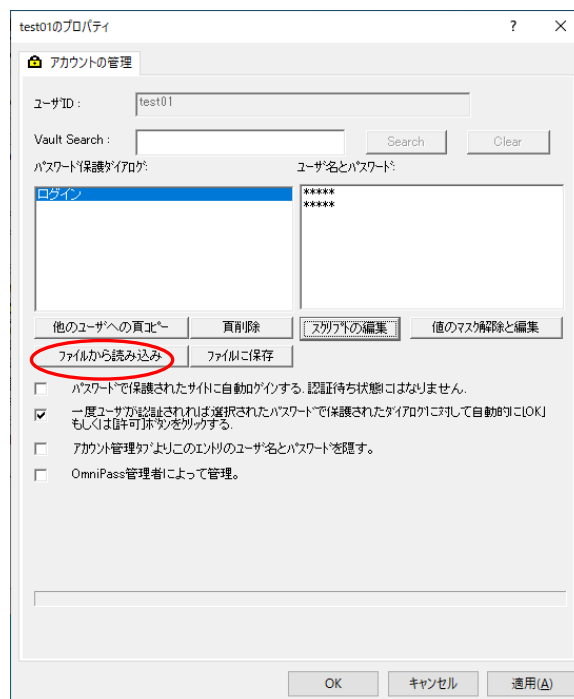 test01のプロパティ
アカウントの管理
ユーザID :
test01
Vault Search :
Search
Clear
パスワード保護ダイアログ:
ユーザ名とパスワード:
ログイン
*****
*****
他のユーザへの頁コピー
頁削除
スクリプトの編集
値のマスク解除と編集
ファイルから読み込み
ファイルに保存
パスワードで保護されたサイトに自動ログインする. 認証待ち状態にはなりません.
一度ユーザが認証されれば選択されたパスワードで保護されたダイアログに対して自動的に[OK]
もしくは[許可]ボタンをクリックする.
アカウント管理タブよりこのエントリのユーザ名とパスワードを隠す。
OmniPass管理者によって管理。
OK
キャンセル
適用(A)